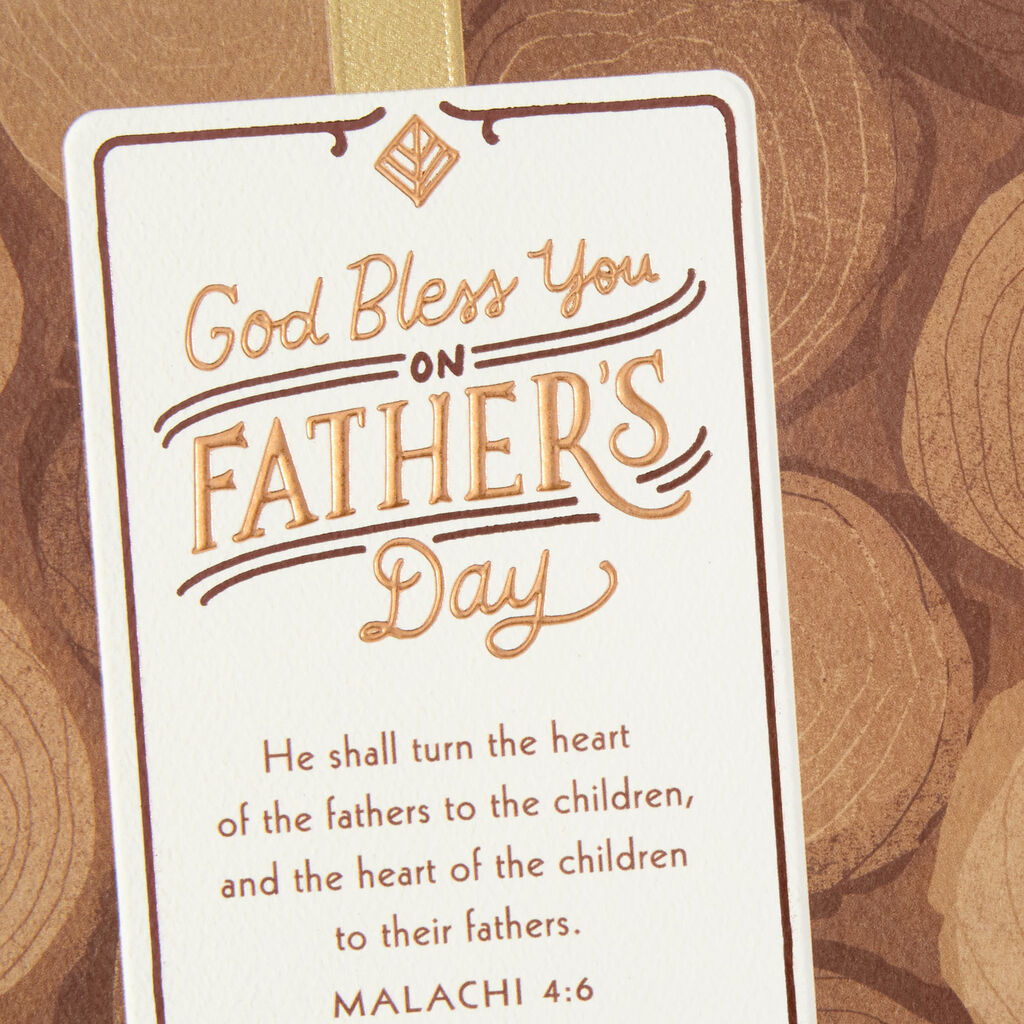 God Bless You
ON
FATHER'S
Day
He shall turn the heart
of the fathers to the children,
and the heart of the children
to their fathers.
MALACHI 4:6